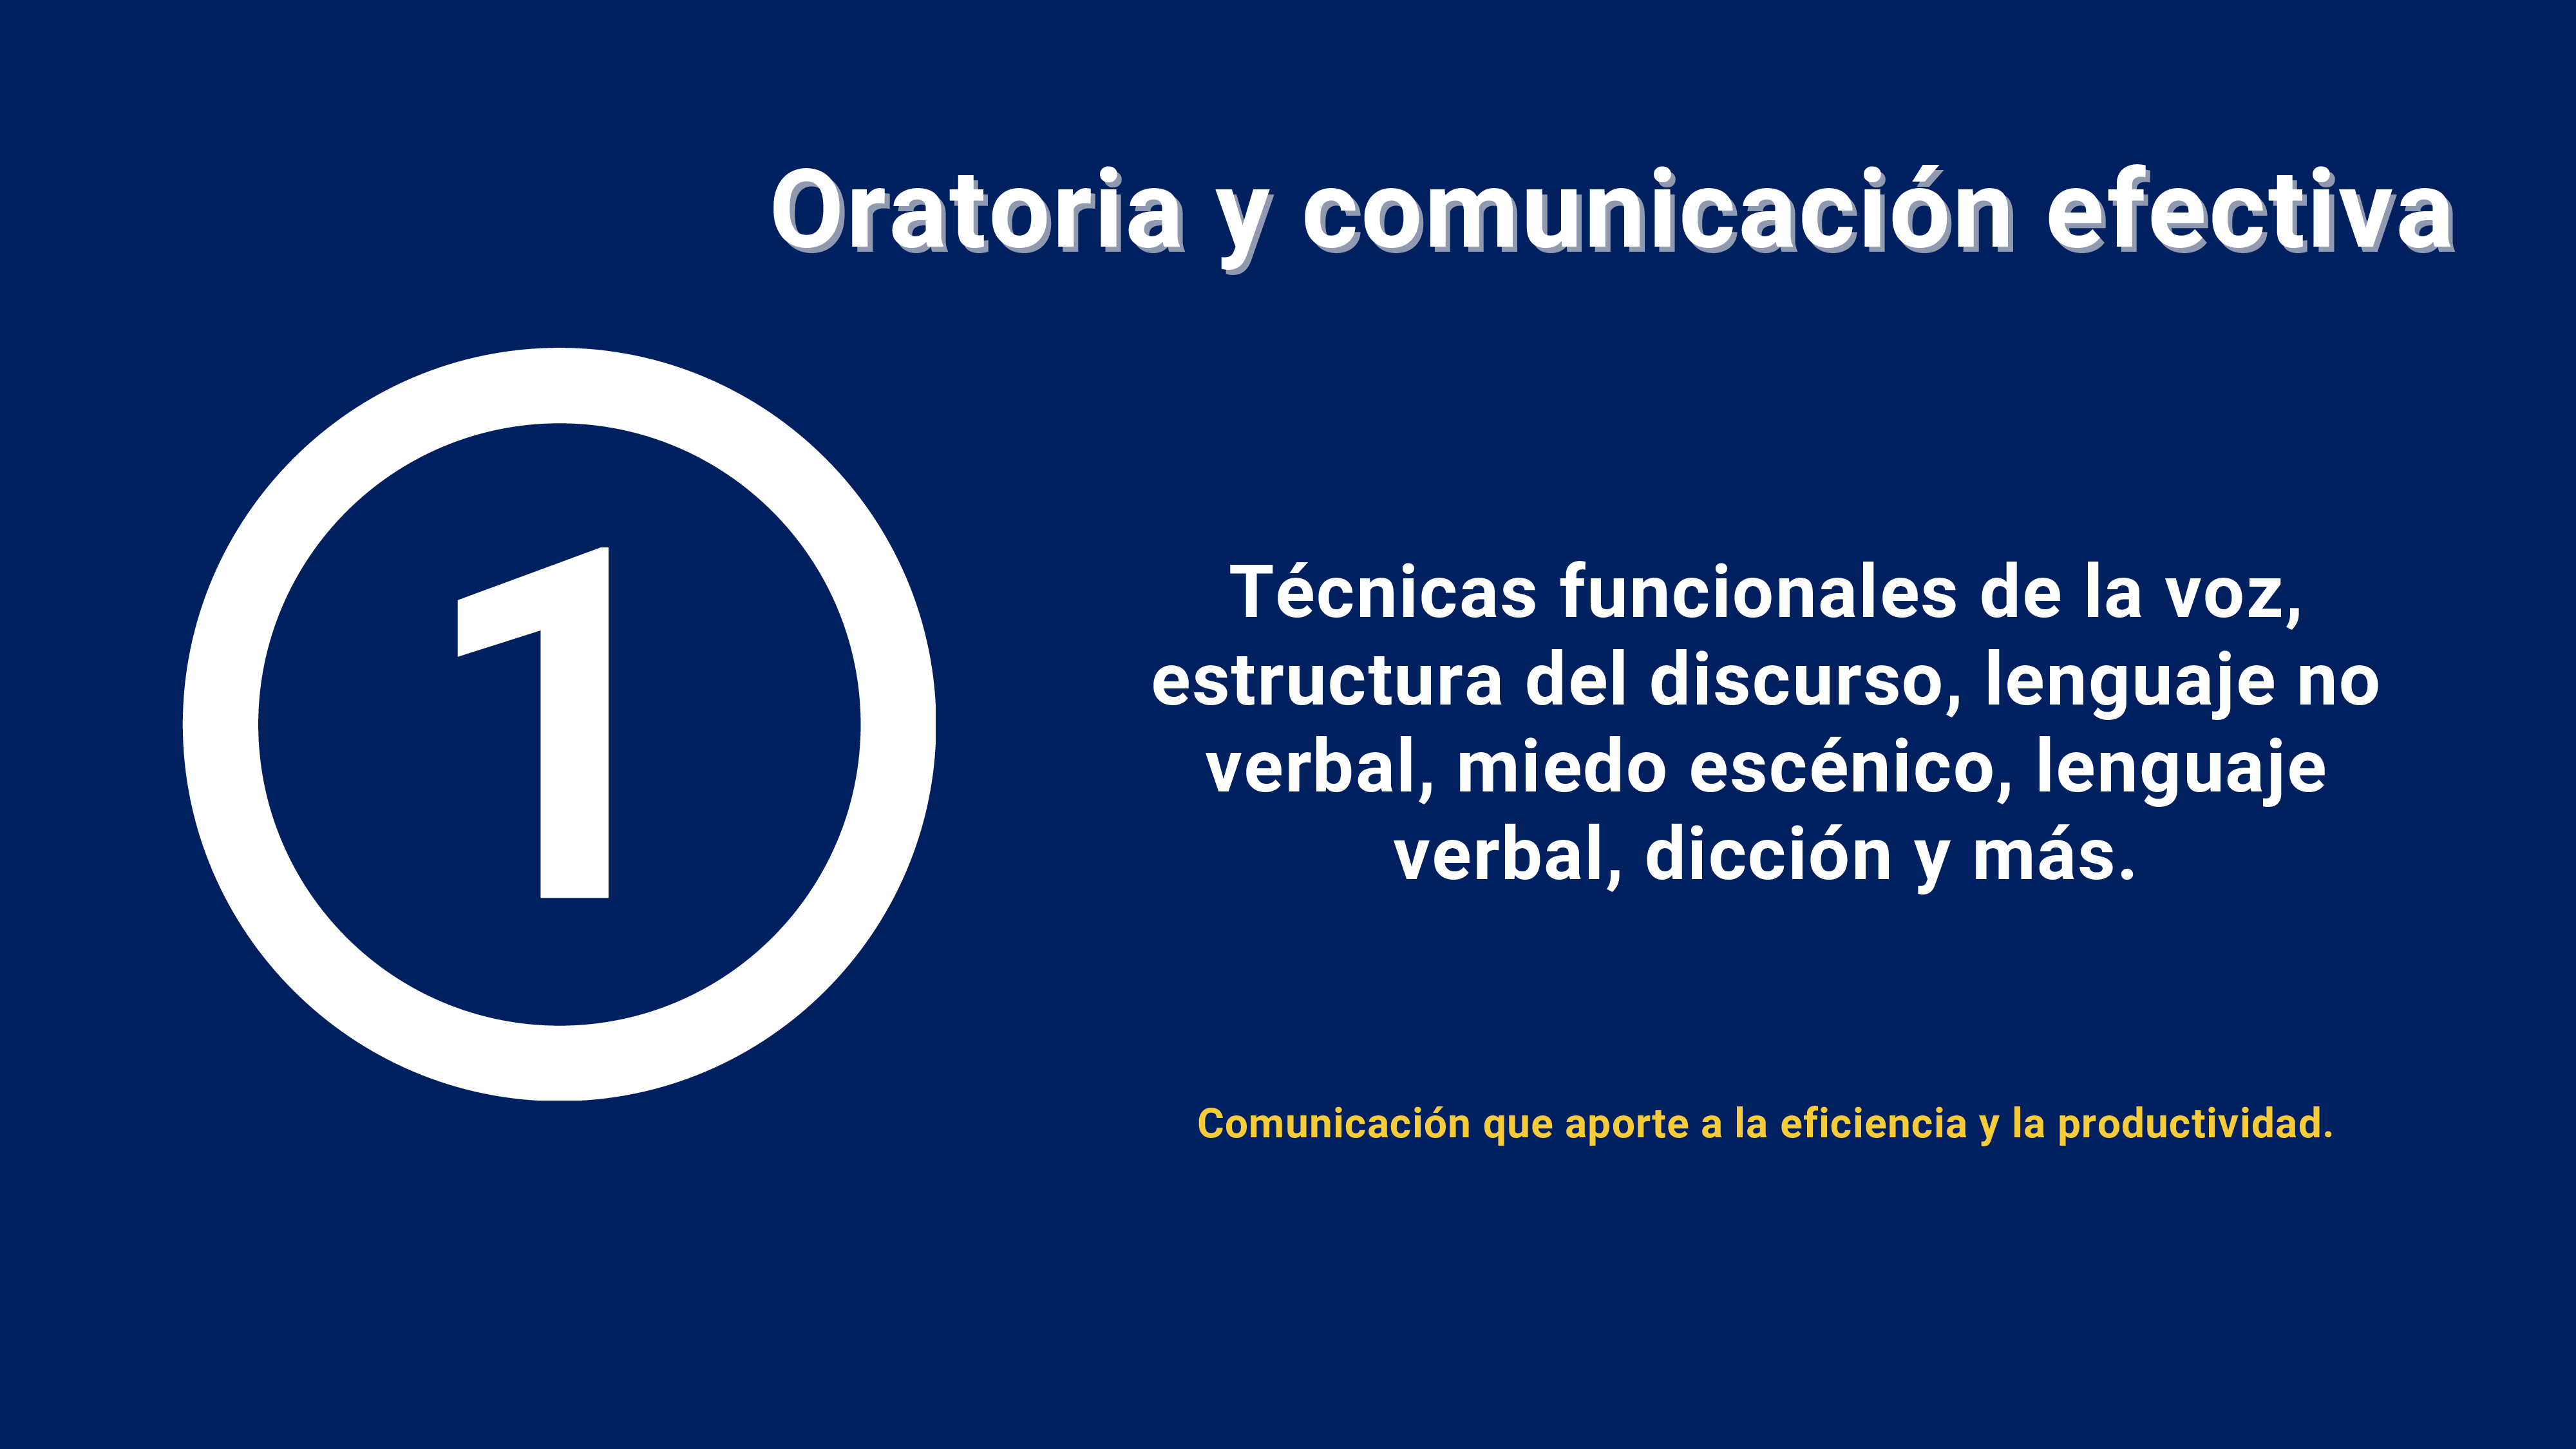 Oratoria y comunicación efectiva
1
Técnicas funcionales de la voz,
estructura del discurso, lenguaje no
verbal, miedo escénico, lenguaje
verbal, dicción y más.
Comunicación que aporte a la eficiencia y la productividad.